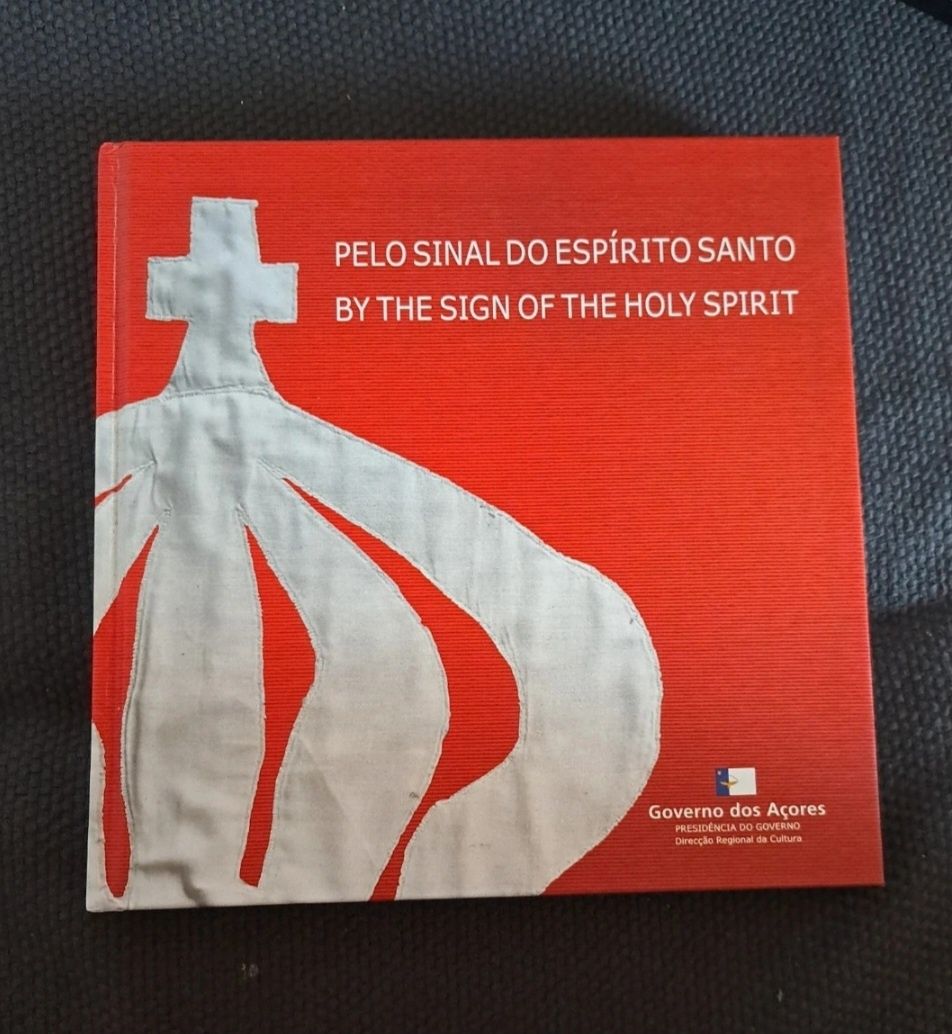 PELO SINAL DO ESPÍRITO SANTO
BY THE SIGN OF THE HOLY SPIRIT
Governo dos Açores
PRESIDÊNCIA DO GOVERNO
Direcção Regional da Cultura